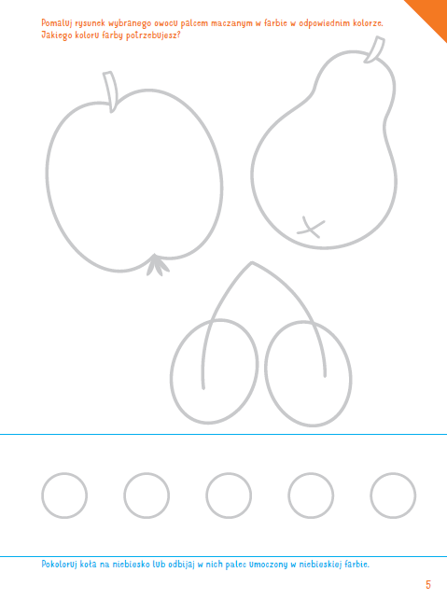 Pomaluj rysunek wybranego owocu palcem maczanym w farbie w odpowiednim kolorze.
Jakiego koloru farby potrzebujesz?
Pokoloruj koła na niebiesko lub odbijaj w nich palec umoczony w niebieskiej farbie.
5